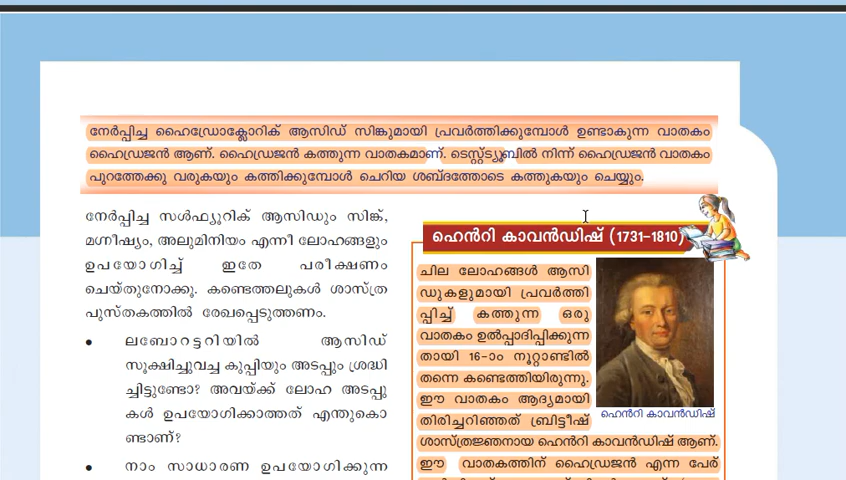 നേർപ്പിച്ച ഹൈഡ്രോക്ലോറിക് ആസിഡ് സിങ്കുമായി പ്രവർത്തിക്കുമ്പോൾ ഉണ്ടാകുന്ന വാതകം
ഹൈഡ്രജൻ ആണ്. ഹൈഡ്രജൻ കത്തുന്ന വാതകമാണ്. ടെസ്റ്റ്ട്യൂബിൽ നിന്ന് ഹൈഡ്രജൻ വാതകം
പുറത്തേക്കു വരുകയും കത്തിക്കുമ്പോൾ ചെറിയ ശബ്ദത്തോടെ കത്തുകയും ചെയ്യും.
നേർപ്പിച്ച സൾഫ്യൂറിക് ആസിഡും സിങ്ക്,
മഗ്നീഷ്യം, അലുമിനിയം എന്നീ ലോഹങ്ങളും
ഉപയോഗിച്ച് ഇതേ പരീക്ഷണം
ചെയ്തുനോക്കൂ. കണ്ടെത്തലുകൾ ശാസ്ത്ര
പുസ്തകത്തിൽ രേഖപ്പെടുത്തണം.
• ലബോറട്ടറിയിൽ ആസിഡ്
സൂക്ഷിച്ചുവച്ച കുപ്പിയും അടപ്പും ശ്രദ്ധി
ച്ചിട്ടുണ്ടോ? അവയ്ക്ക് ലോഹ അടപ്പു
കൾ ഉപയോഗിക്കാത്തത് എന്തുകൊ
ണ്ടാണ്?
• നാം സാധാരണ ഉപയോഗിക്കുന്ന
ഹെൻറി കാവൻഡിഷ് (1731-1810)
ചില ലോഹങ്ങൾ ആസി
ഡുകളുമായി പ്രവർത്തി
പ്പിച്ച് കത്തുന്ന ഒരു
വാതകം ഉൽപ്പാദിപ്പിക്കുന്ന
തായി 16-ാം നൂറ്റാണ്ടിൽ
തന്നെ കണ്ടെത്തിയിരുന്നു.
ഈ വാതകം ആദ്യമായി
തിരിച്ചറിഞ്ഞത് ബ്രിട്ടീഷ്
ശാസ്ത്രജ്ഞനായ ഹെൻറി കാവൻഡിഷ് ആണ്.
ഈ വാതകത്തിന് ഹൈഡ്രജൻ എന്ന പേര്
ഹെൻറി കാവൻഡിഷ്